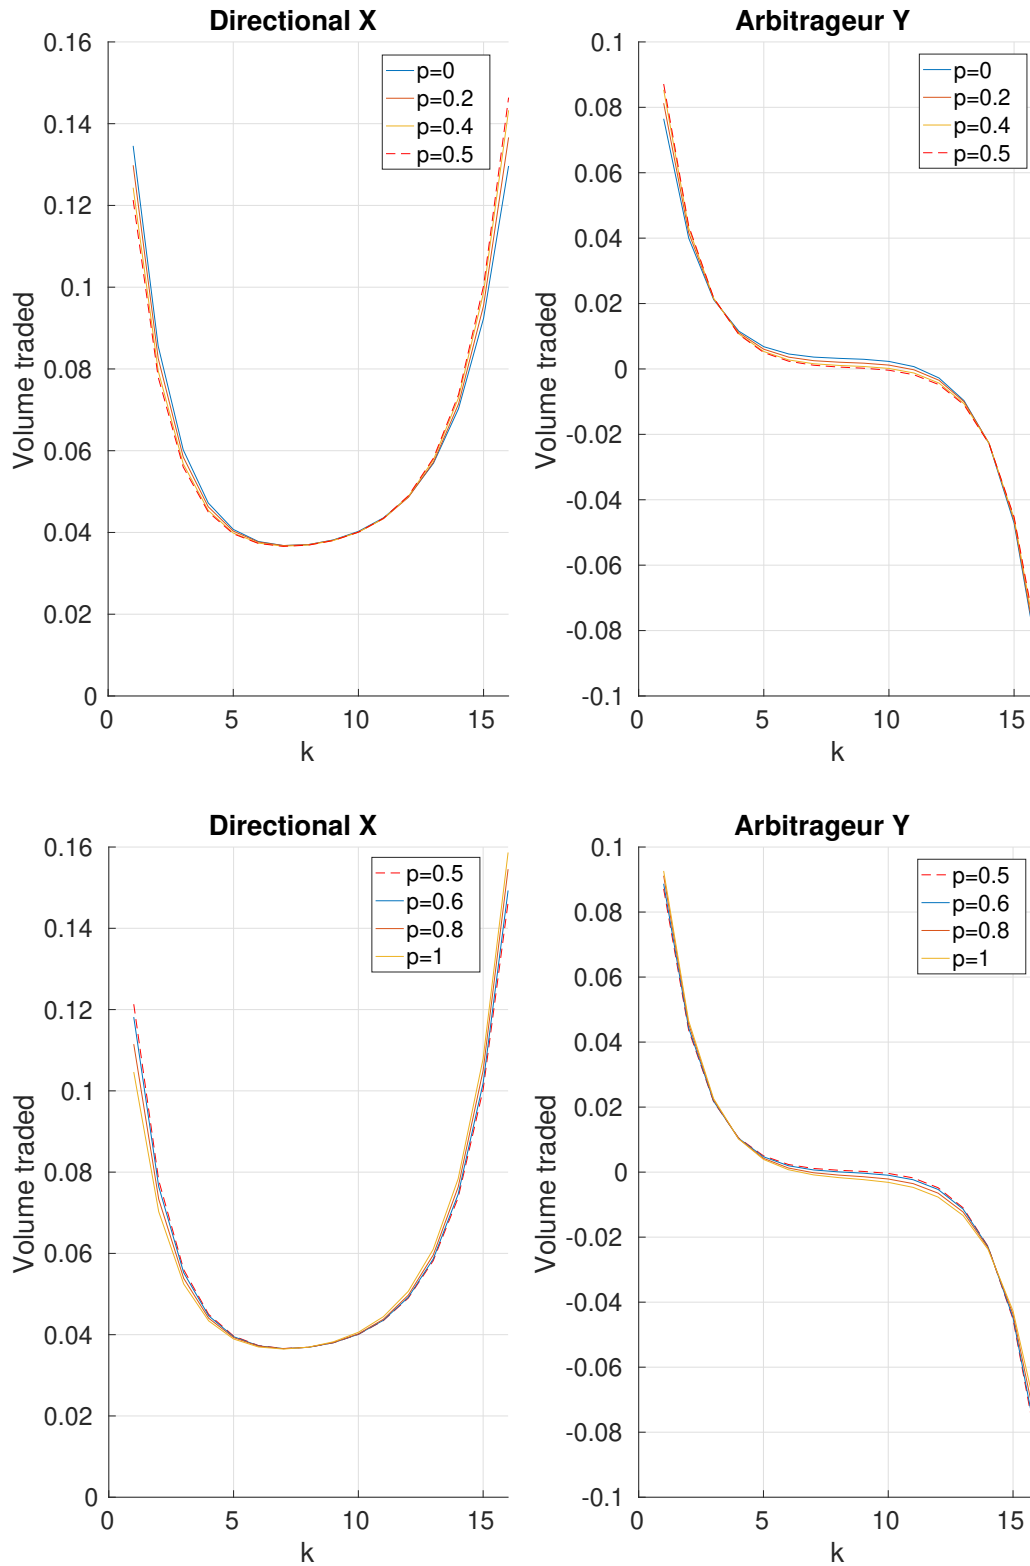 Directional X
0.16
0.14
0.12
0.1
0.08
0.06
0.04
0.02
0
Volume traded
p=0
p=0.2
p=0.4
p=0.5
0 5 10 15
k
Arbitrageur Y
0.1
0.08
0.06
0.04
0.02
0
-0.02
-0.04
-0.06
-0.08
-0.1
Volume traded
p=0
p=0.2
p=0.4
p=0.5
0 5 10 15
k
Directional X
0.16
0.14
0.12
0.1
0.08
0.06
0.04
0.02
0
Volume traded
p=0.5
p=0.6
p=0.8
p=1
0 5 10 15
k
Arbitrageur Y
0.1
0.08
0.06
0.04
0.02
0
-0.02
-0.04
-0.06
-0.08
-0.1
Volume traded
p=0.5
p=0.6
p=0.8
p=1
0 5 10 15
k